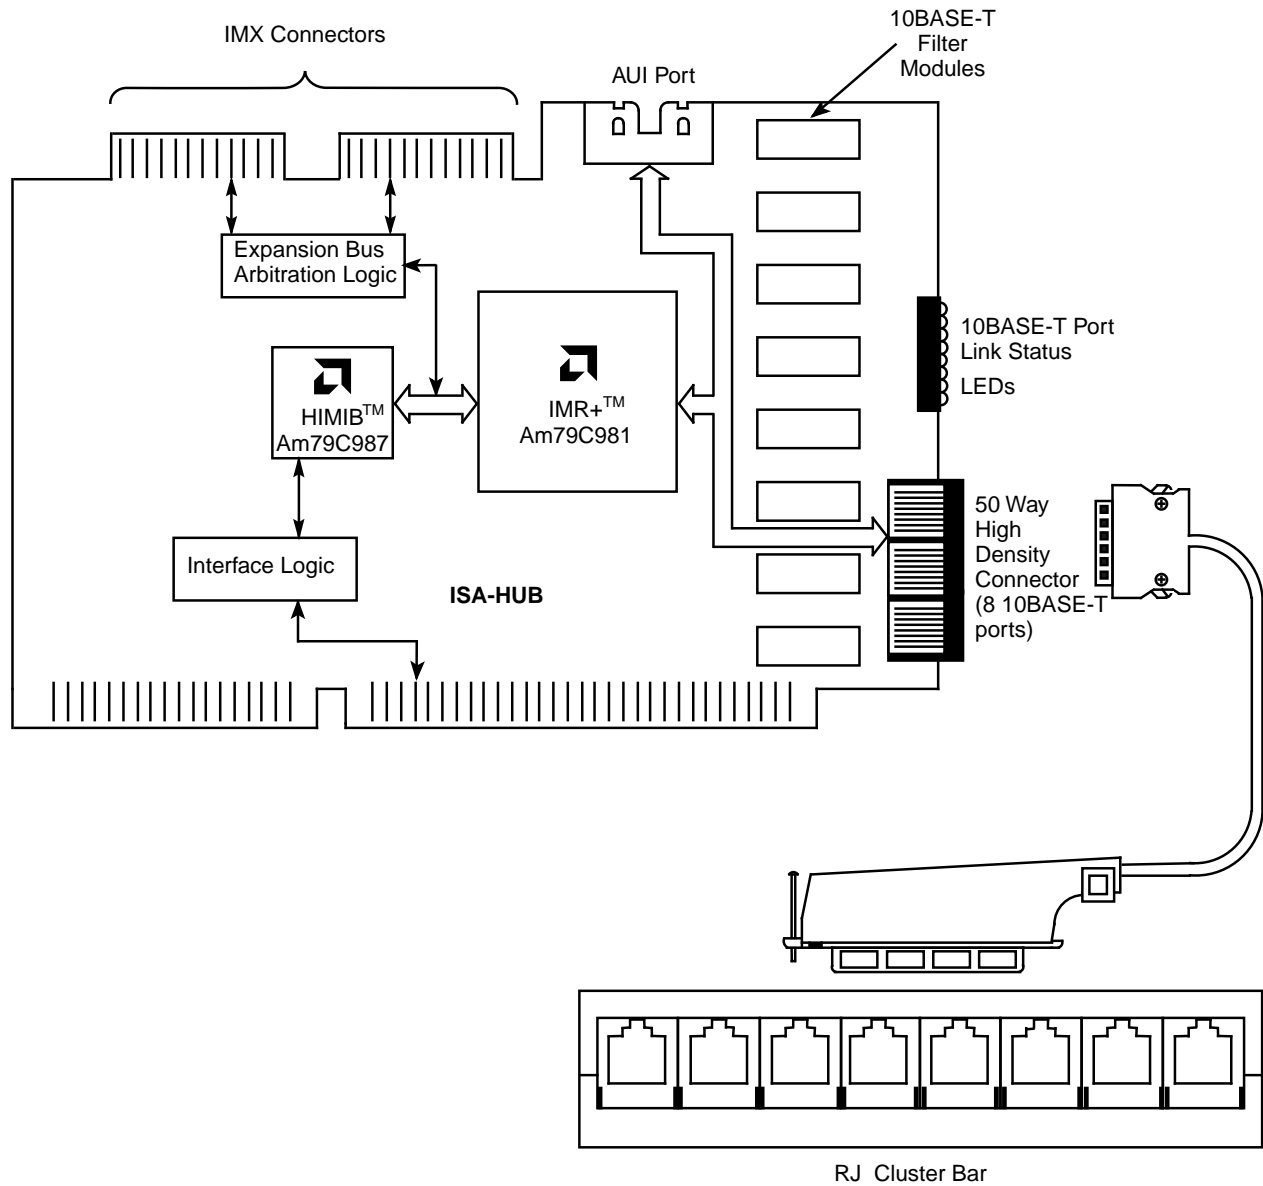 IMX Connectors
10BASE-T
Filter
Modules
AUI Port
Expansion Bus
Arbitration Logic
HIMIB™
Am79C987
IMR+™
Am79C981
10BASE-T Port
Link Status
LEDs
Interface Logic
ISA-HUB
50 Way
High
Density
Connector
(8 10BASE-T
ports)
RJ Cluster Bar